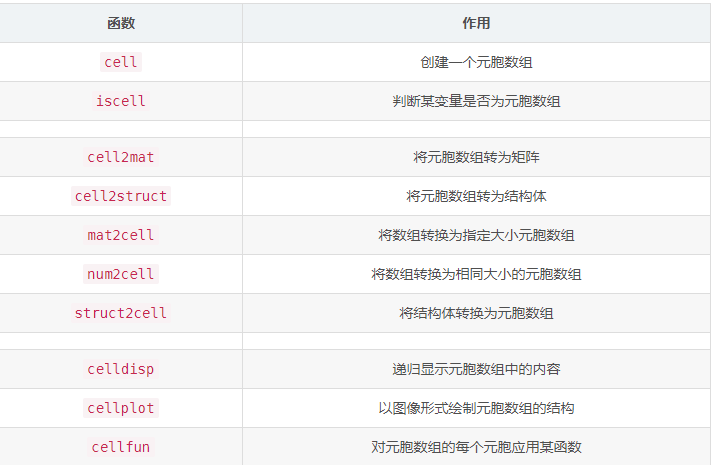 函数 作用
cell 创建一个元胞数组
iscell 判断某变量是否为元胞数组
cell2mat 将元胞数组转为矩阵
cell2struct 将元胞数组转为结构体
mat2cell 将数组转换为指定大小元胞数组
num2cell 将数组转换为相同大小的元胞数组
struct2cell 将结构体转换为元胞数组
celldisp 递归显示元胞数组中的内容
cellplot 以图像形式绘制元胞数组的结构
cellfun 对元胞数组的每个元胞应用某函数